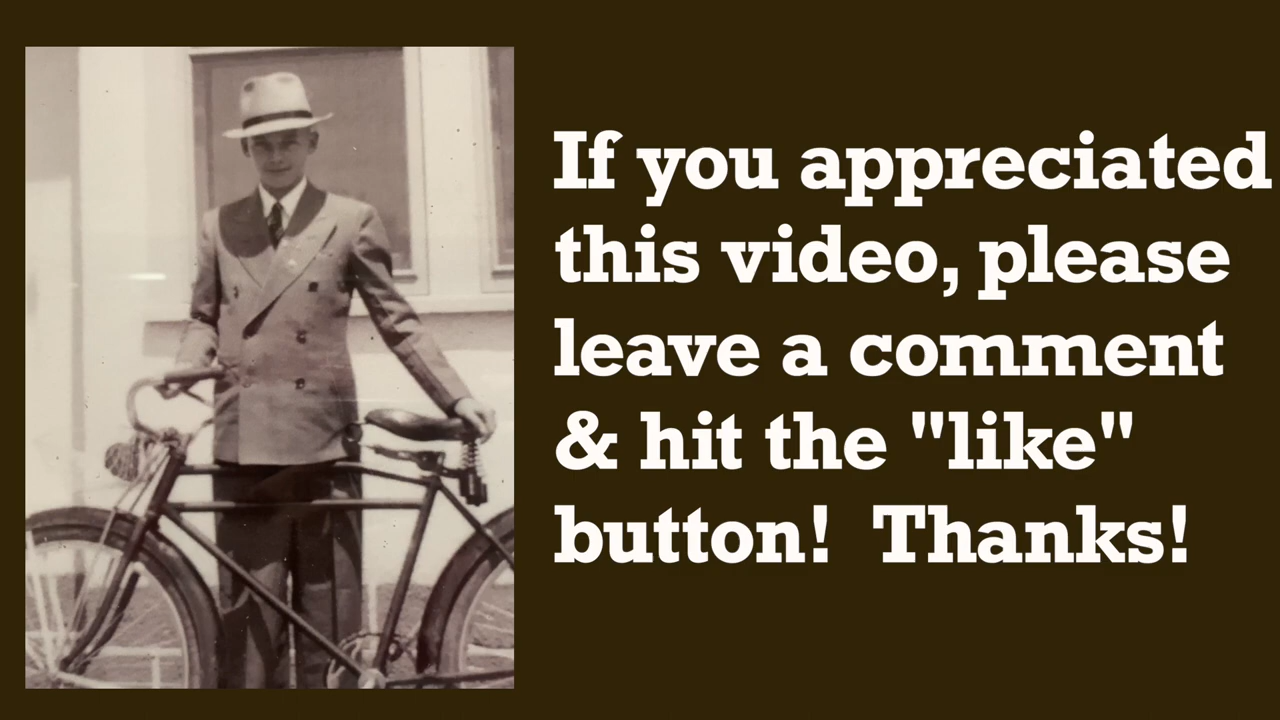 If you appreciated
this video, please
leave a comment
& hit the "like"
button!  Thanks!